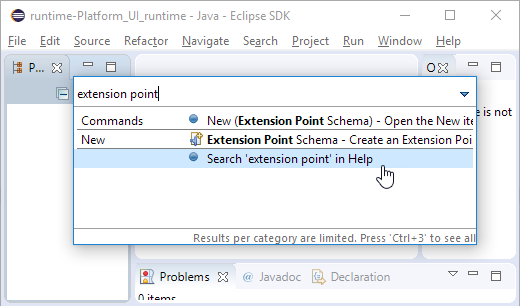 runtime-Platform_UI_runtime - Java - Eclipse SDK
File Edit Source Refactor Navigate Search Project Run Window Help
P... O
extension point
Commands New (Extension Point Schema) - Open the New ite
New Extension Point Schema - Create an Extension Poi
Search 'extension point' in Help
e is not
Results per category are limited. Press 'Ctrl+3' to see all
Problems @ Javadoc Declaration
0 items